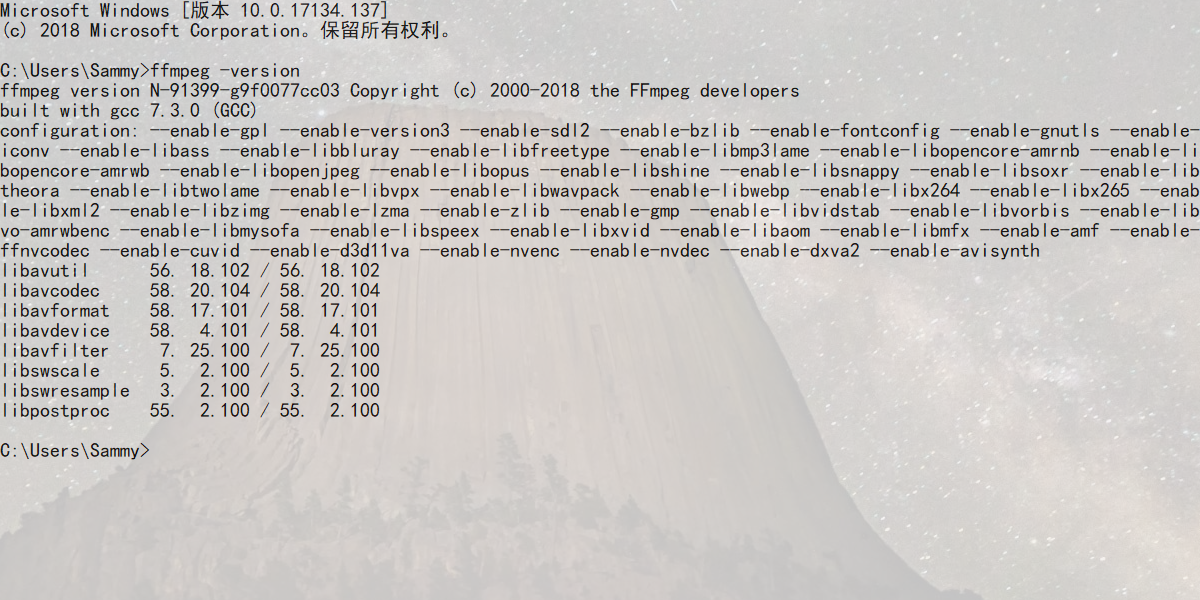 Microsoft Windows [版本 10.0.17134.137]
(c) 2018 Microsoft Corporation。保留所有权利。
C:\Users\Sammy>ffmpeg -version
ffmpeg version N-91399-g9f0077cc03 Copyright (c) 2000-2018 the FFmpeg developers
built with gcc 7.3.0 (GCC)
configuration: --enable-gpl --enable-version3 --enable-sdl2 --enable-bzlib --enable-fontconfig --enable-gnutls --enable-
iconv --enable-libass --enable-libbluray --enable-libfreetype --enable-libmp3lame --enable-libopencore-amrnb --enable-li
bopencore-amrwb --enable-libopenjpeg --enable-libopus --enable-libshine --enable-libsnappy --enable-libsoxr --enable-lib
theora --enable-libtwolame --enable-libvpx --enable-libwavpack --enable-libwebp --enable-libx264 --enable-libx265 --enab
le-libxml2 --enable-libzimg --enable-lzma --enable-zlib --enable-gmp --enable-libvidstab --enable-libvorbis --enable-lib
vo-amrwbenc --enable-libmysofa --enable-libspeex --enable-libxvid --enable-libaom --enable-libmfx --enable-amf --enable-
ffnvcodec --enable-cuvid --enable-d3d11va --enable-nvenc --enable-nvdec --enable-dxva2 --enable-avisynth
libavutil      56. 18.102 / 56. 18.102
libavcodec     58. 20.104 / 58. 20.104
libavformat    58. 17.101 / 58. 17.101
libavdevice    58.  4.101 / 58.  4.101
libavfilter     7. 25.100 /  7. 25.100
libswscale      5.  2.100 /  5.  2.100
libswresample   3.  2.100 /  3.  2.100
libpostproc    55.  2.100 / 55.  2.100
C:\Users\Sammy>